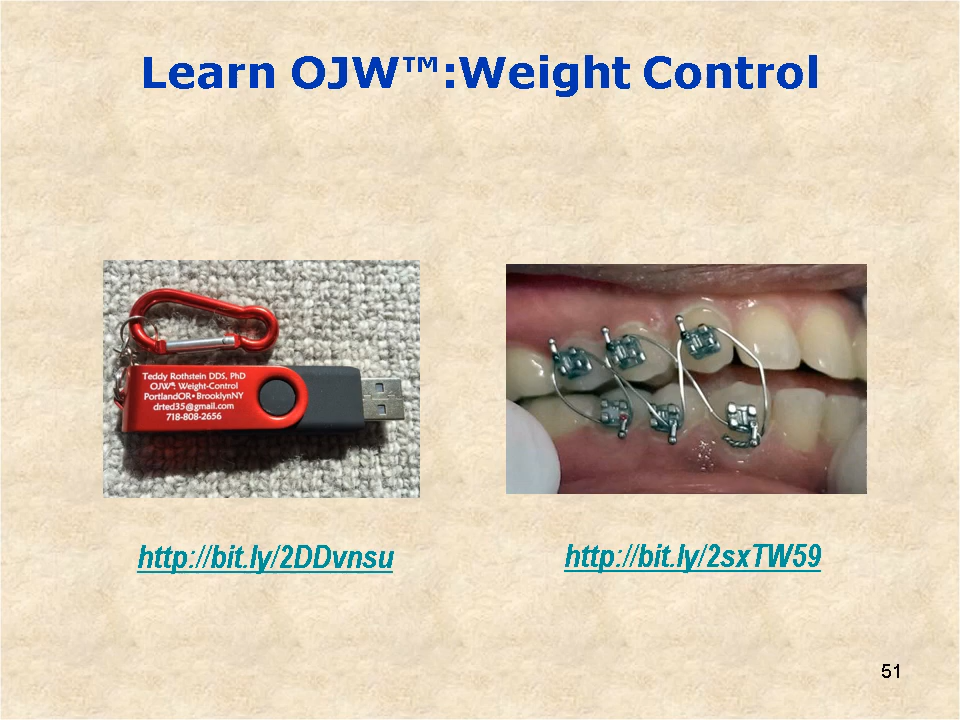 Learn OJW™:Weight Control
Teddy Rothstein DDS, PhD
OJW™: Weight-Control
PortlandOR•BrooklynNY
drted35@gmail.com
718-808-2656
http://bit.ly/2DDvnsu
http://bit.ly/2sxTW59
51